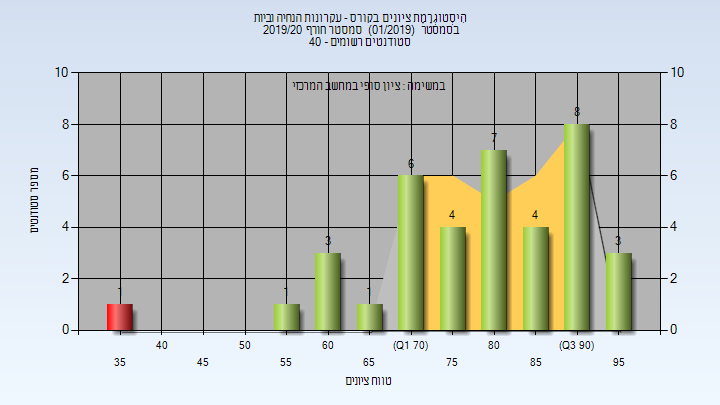 הִיסְטוֹגְרָמַת ציונים בקורס - עקרונות הנחיה וביות
בסמסטר (01/2019) סמסטר חורף 2019/20
סטודנטים רשומים - 40
במשימה : ציון סופי במחשב המרכזי
מספר סטודנטים
10 10
8 8
6 6
4 4
2 2
0 0
1 1 3 1 6 4 7 4 8 3
40 50 60 (Q1 70) 80 (Q3 90)
35 45 55 65 75 85 95
טווח ציונים